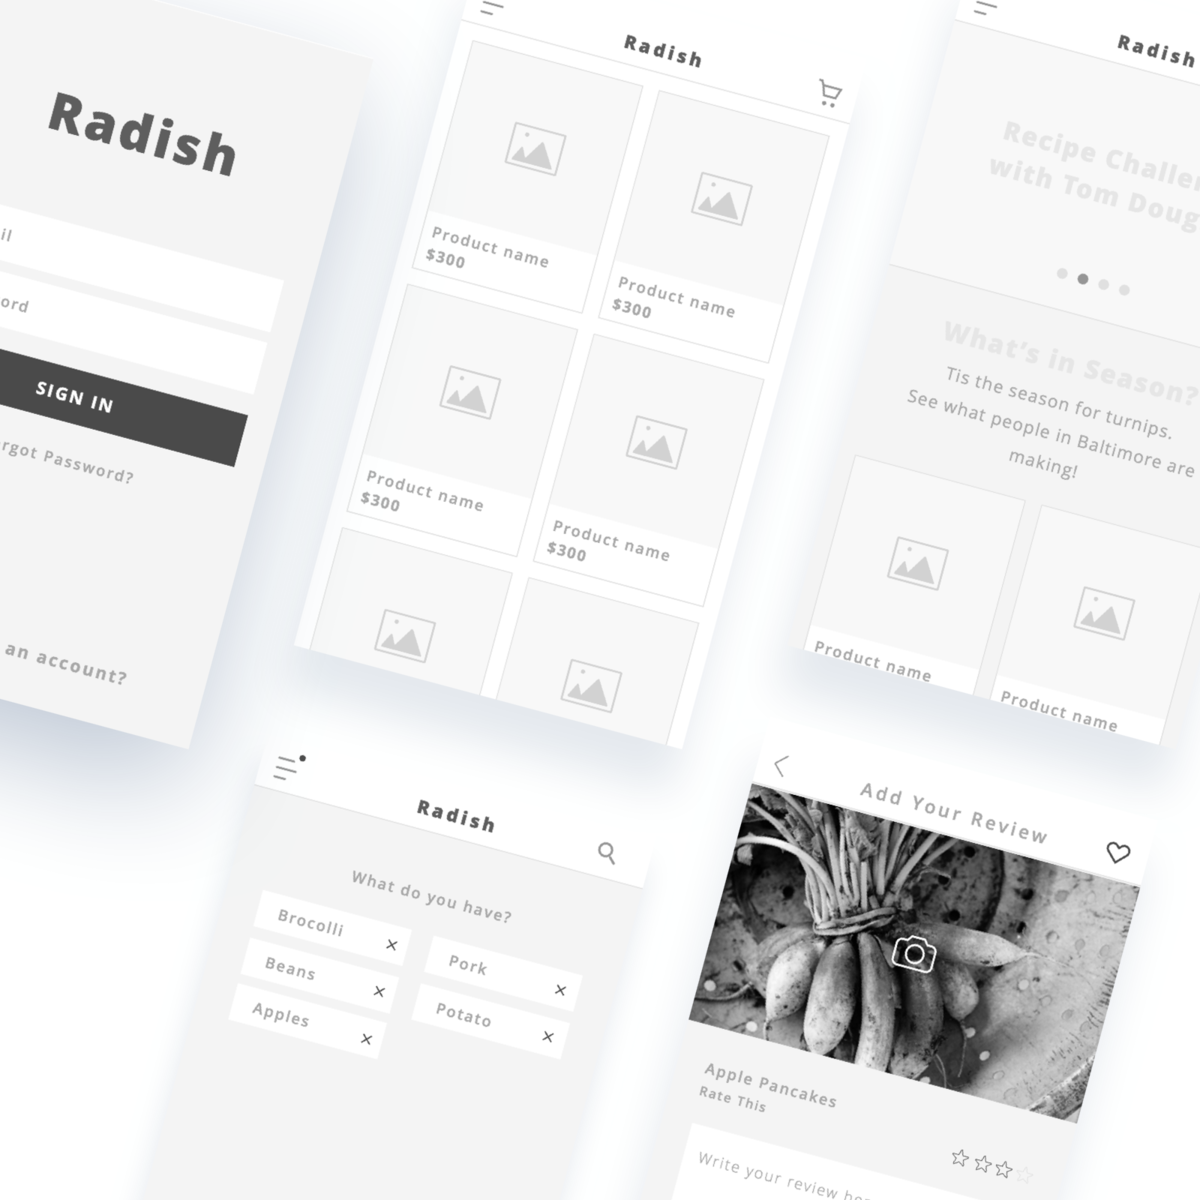 Radish
il
ord
SIGN IN
rgot Password?
an account?
Radish
Product name
$300
Product name
$300
Product name
$300
Product name
$300
Radish
Recipe Challen
with Tom Doug
What's in Season?
Tis the season for turnips.
See what people in Baltimore are
making!
Product name
Product name
Radish
What do you have?
Brocolli
Pork
Beans
Potato
Apples
Add Your Review
Apple Pancakes
Rate This
Write your review he